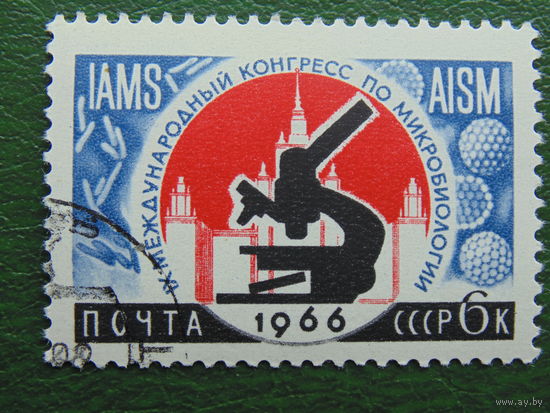 IAMS
AISM
IX МЕЖДУНАРОДНЫЙ КОНГРЕСС ПО МИКРОБИОЛОГИИ
ПОЧТА
1966
СССР 6К
www.ay.by